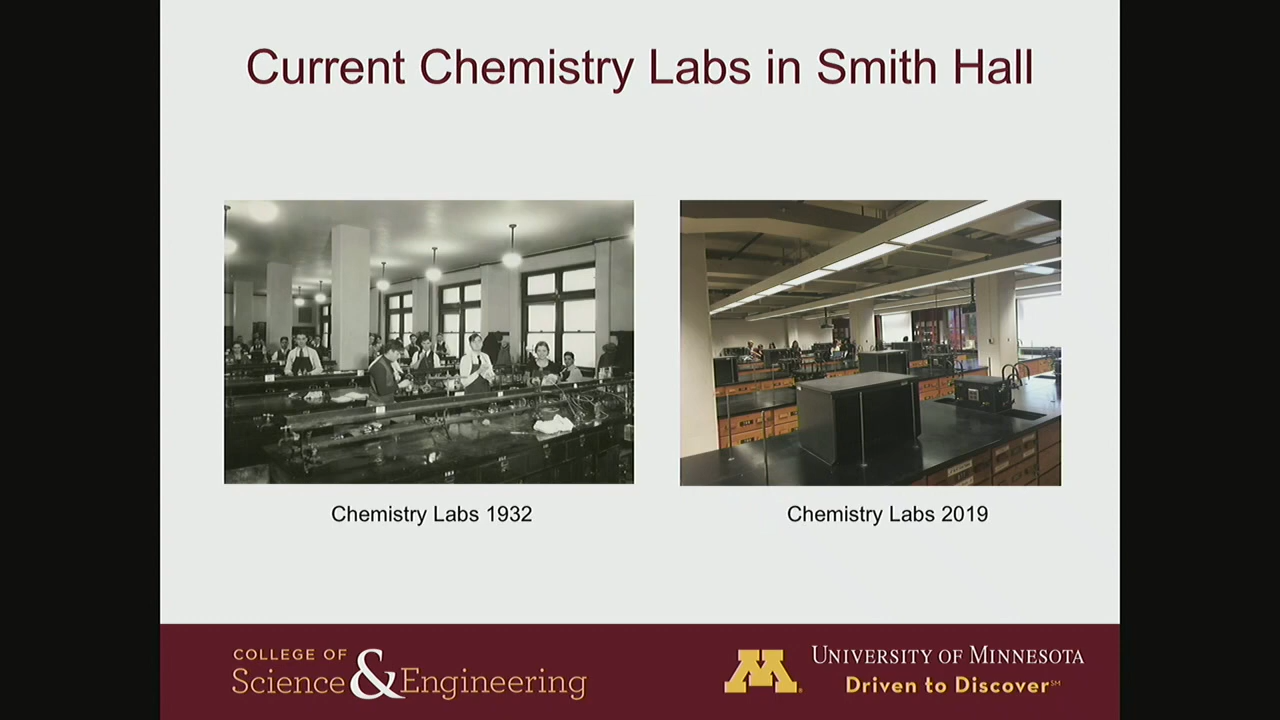 Current Chemistry Labs in Smith Hall
Chemistry Labs 1932
Chemistry Labs 2019
COLLEGE OF
Science & Engineering
M
UNIVERSITY OF MINNESOTA
Driven to Discover℠